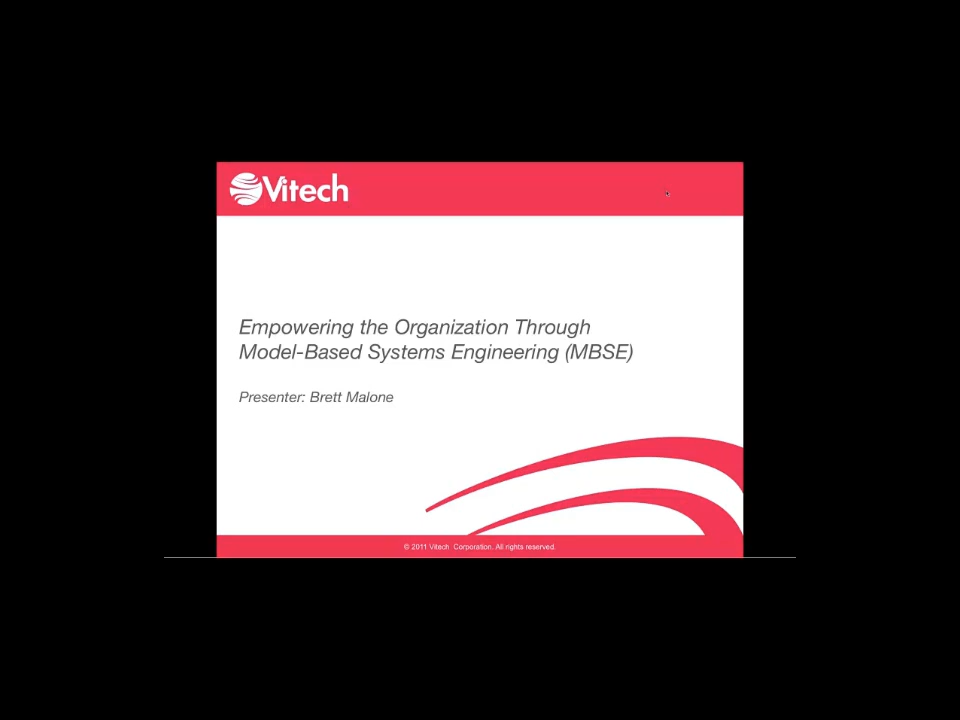 Vitech
Empowering the Organization Through
Model-Based Systems Engineering (MBSE)
Presenter: Brett Malone
© 2011 Vitech Corporation. All rights reserved.